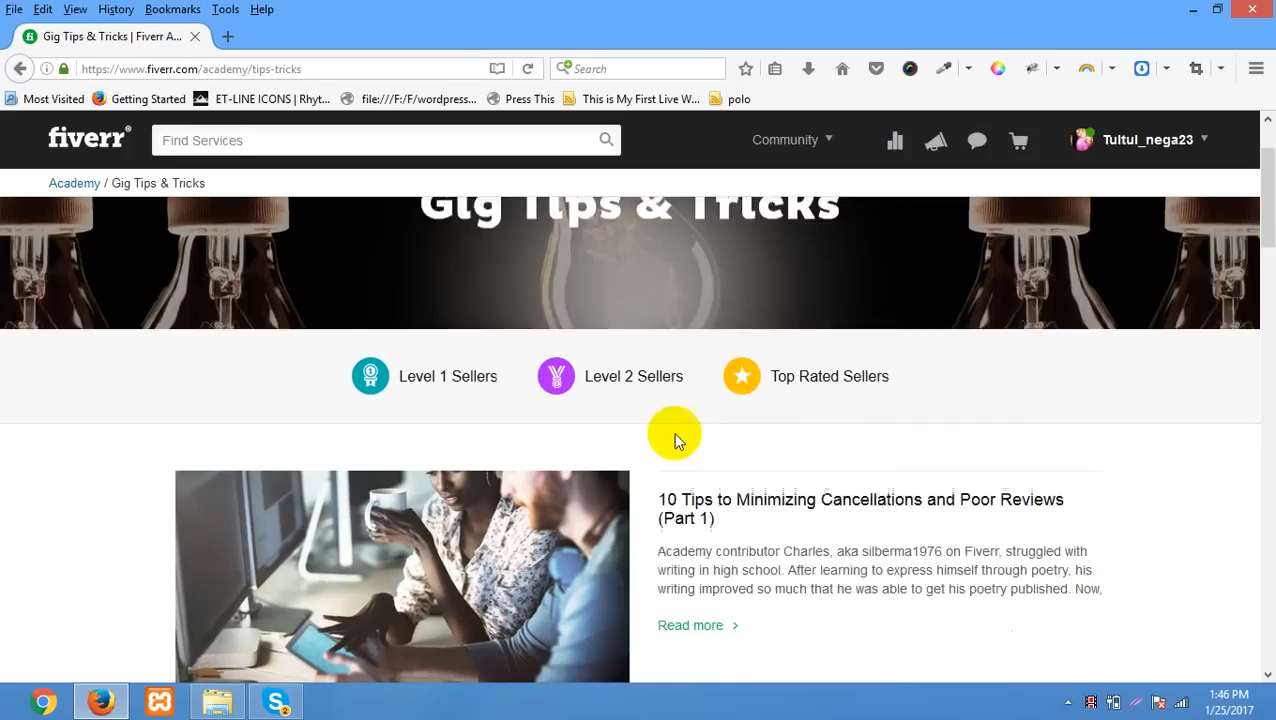 File Edit View History Bookmarks Tools Help
Gig Tips & Tricks | Fiverr A...
https://www.fiverr.com/academy/tips-tricks
Search
Most Visited Getting Started ET-LINE ICONS | Rhyt... file:///F:/F/wordpress... Press This This is My First Live W... polo
fiverr®
Find Services
Community
Tultul_nega23
Academy / Gig Tips & Tricks
Gig Tips & Tricks
Level 1 Sellers
Level 2 Sellers
Top Rated Sellers
10 Tips to Minimizing Cancellations and Poor Reviews
(Part 1)
Academy contributor Charles, aka silberma1976 on Fiverr, struggled with
writing in high school. After learning to express himself through poetry, his
writing improved so much that he was able to get his poetry published. Now,
Read more >
1:46 PM
1/25/2017